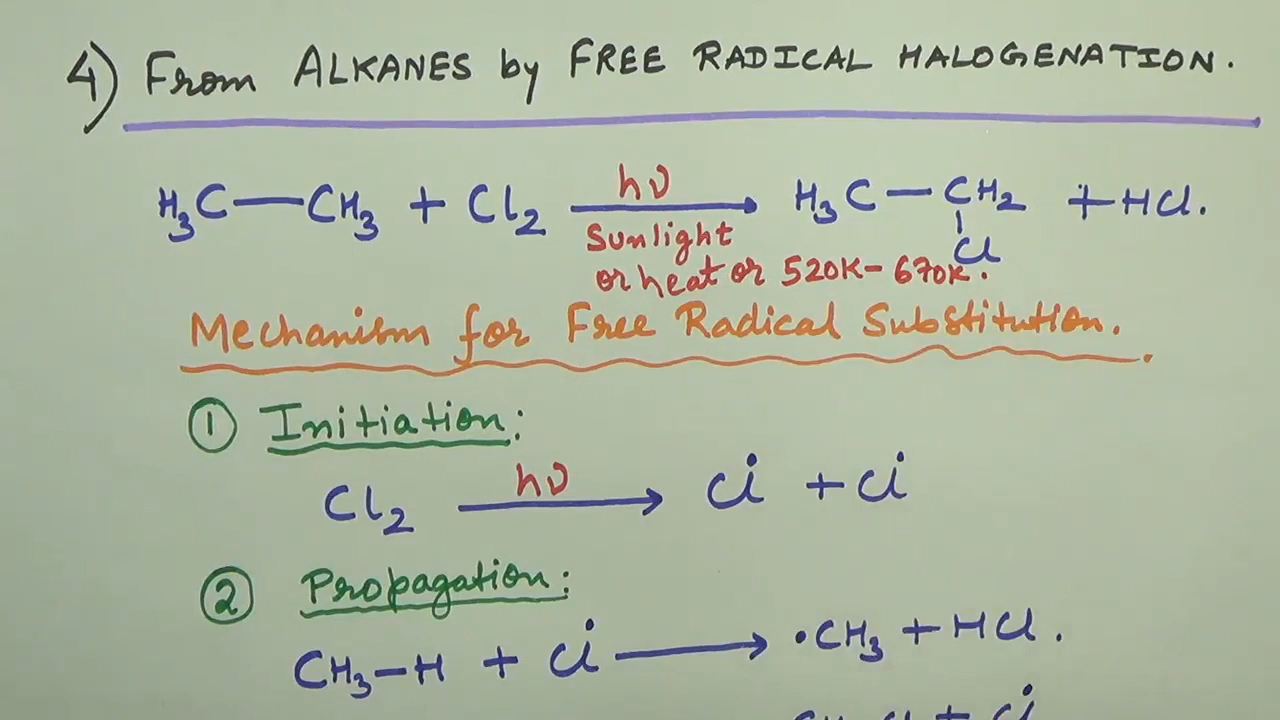 4) From ALKANES by FREE RADICAL HALOGENATION.
H₃C—CH₃ + Cl₂ hν→ H₃C—CH₂ + HCl.
Sunlight
Cl
or heat or 520K–670K.
Mechanism for Free Radical Substitution.
① Initiation:
Cl₂ hν→ Cl• + Cl•
② Propagation:
CH₃–H + Cl• → •CH₃ + HCl.